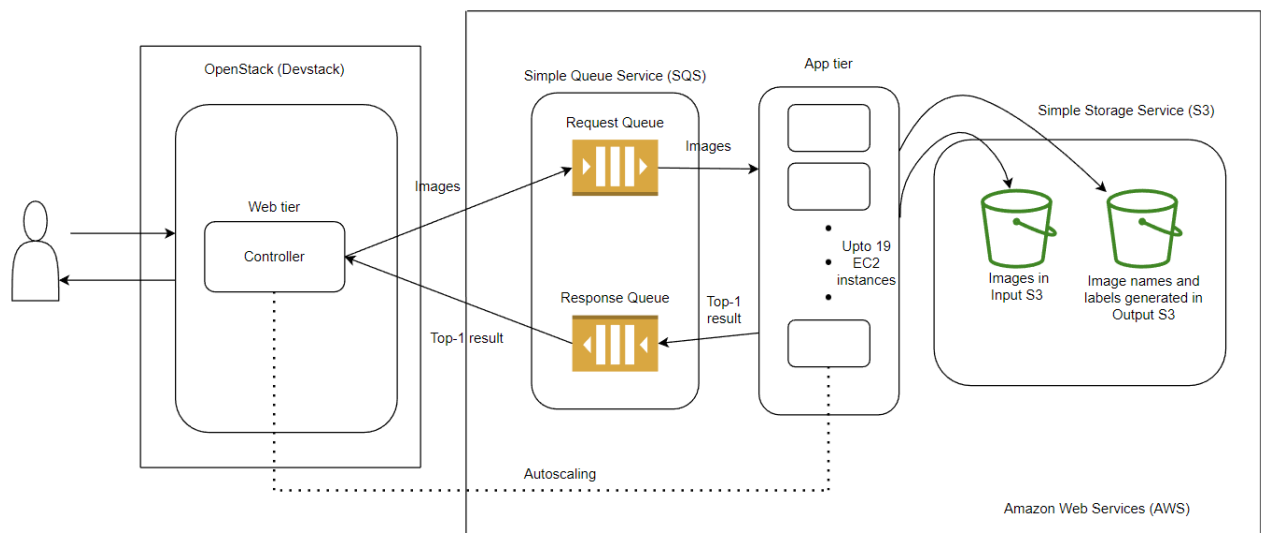 OpenStack (Devstack)
Web tier
Controller
Images
Top-1 result
Simple Queue Service (SQS)
Request Queue
Response Queue
Images
Top-1
result
App tier
Upto 19
EC2
instances
Simple Storage Service (S3)
Images in
Input S3
Image names and
labels generated in
Output S3
Autoscaling
Amazon Web Services (AWS)